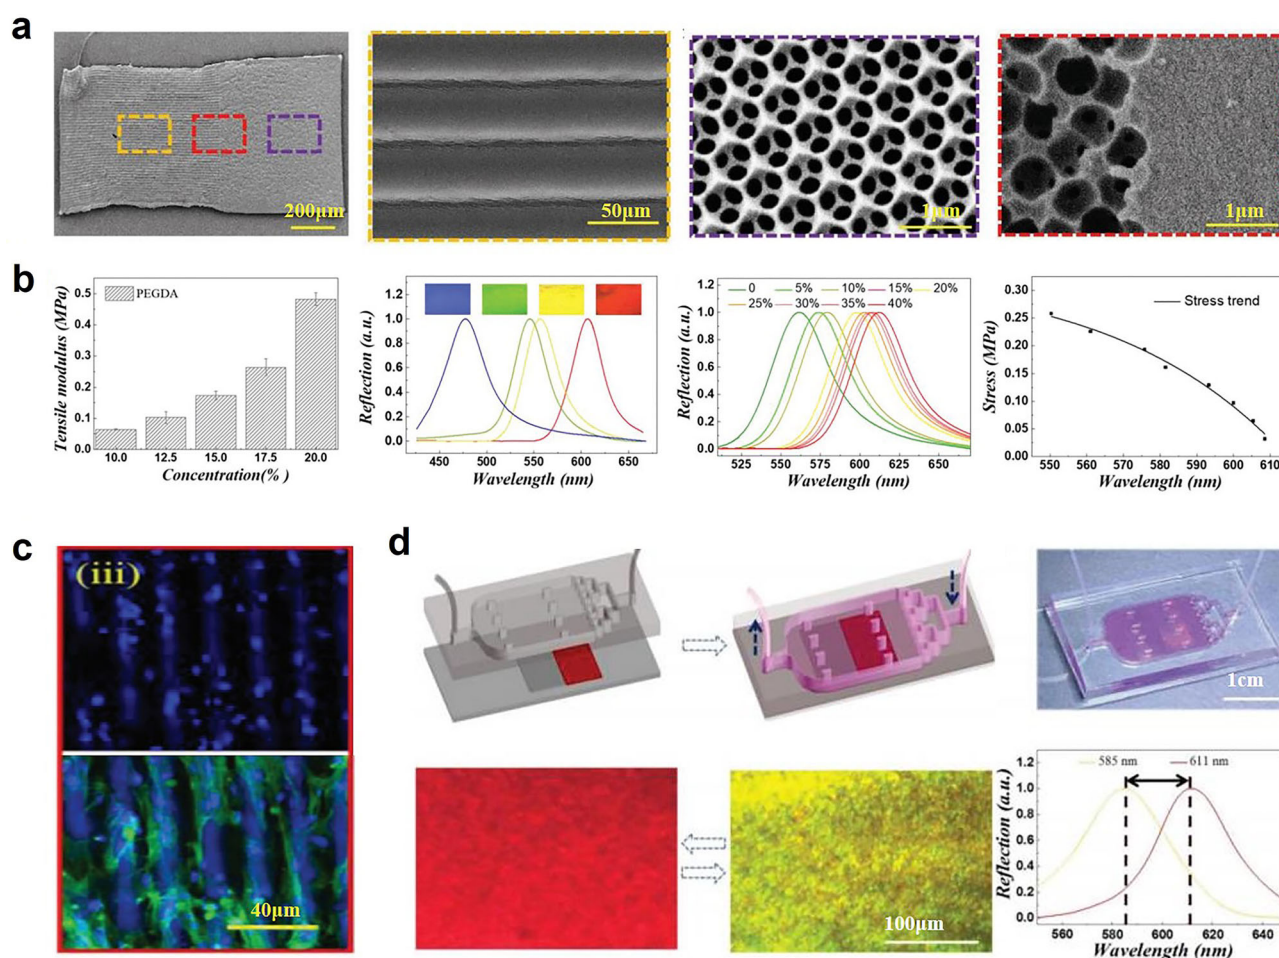 a
200μm
50μm
1μm
1μm
b
Tensile modulus (MPa)
0.5
0.4
0.3
0.2
0.1
0.0
PEGDA
10.0 12.5 15.0 17.5 20.0
Concentration(% )
Reflection (a.u.)
1.2
1.0
0.8
0.6
0.4
0.2
0.0
450 500 550 600 650
Wavelength (nm)
Reflection (a.u.)
1.0
0.8
0.6
0.4
0.2
0.0
0 5% 10% 15% 20%
25% 30% 35% 40%
525 550 575 600 625 650
Wavelength (nm)
Stress (MPa)
0.30
0.25
0.20
0.15
0.10
0.05
0.00
Stress trend
550 560 570 580 590 600 610
Wavelength (nm)
c
(iii)
40μm
d
1cm
100μm
Reflection (a.u.)
1.2
1.0
0.8
0.6
0.4
0.2
0.0
585 nm 611 nm
560 580 600 620 640
Wavelength (nm)